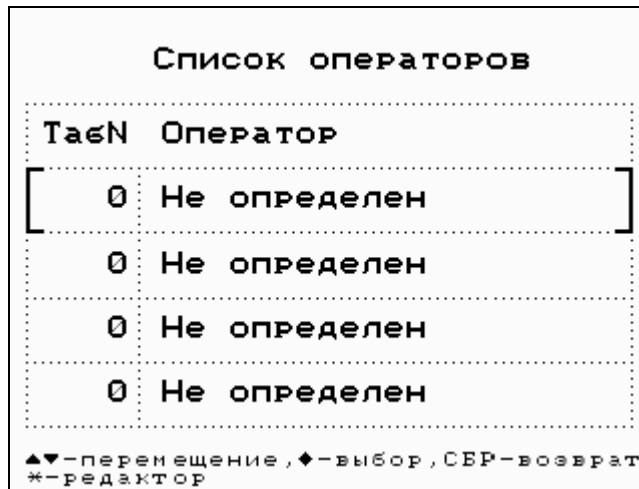 Список операторов
ТабN Оператор
0 Не определен
0 Не определен
0 Не определен
0 Не определен
▲▼-перемещение,◆-выбор,СБР-возврат
*-редактор